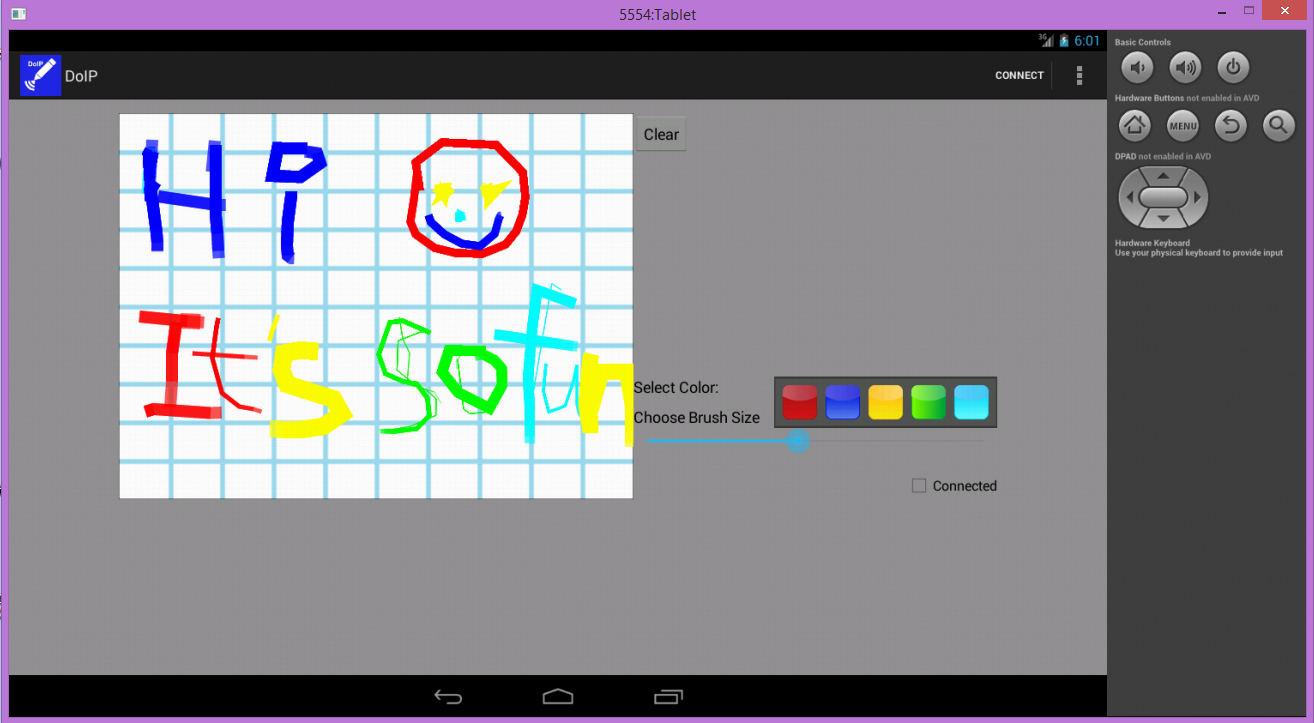 5554:Tablet
3G 6:01
DoIP
DoIP
CONNECT
Clear
Hi
It's So fun
Select Color:
Choose Brush Size
Connected
Basic Controls
Hardware Buttons not enabled in AVD
MENU
DPAD not enabled in AVD
Hardware Keyboard
Use your physical keyboard to provide input